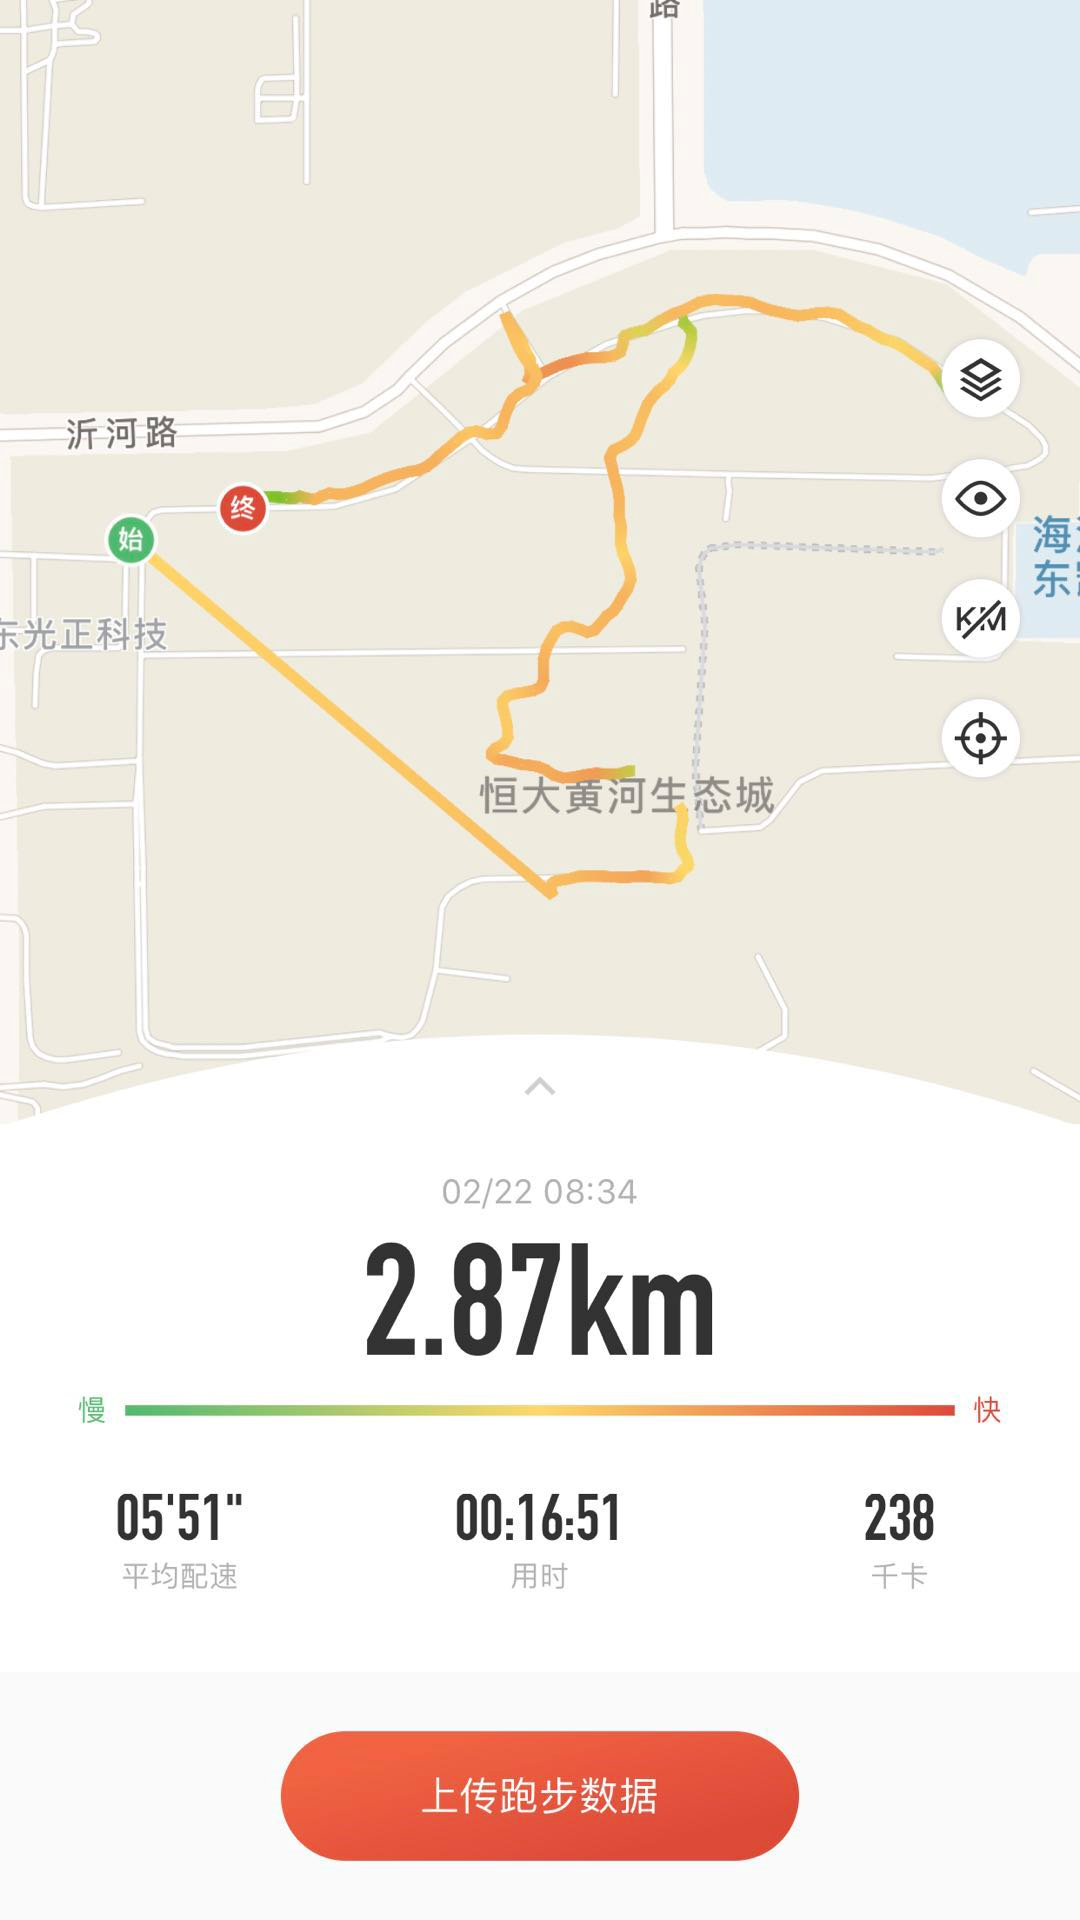 路
沂河路
终
始
东光正科技
恒大黄河生态城
KM
02/22 08:34
2.87km
慢
快
05'51"
00:16:51
238
平均配速
用时
千卡
上传跑步数据